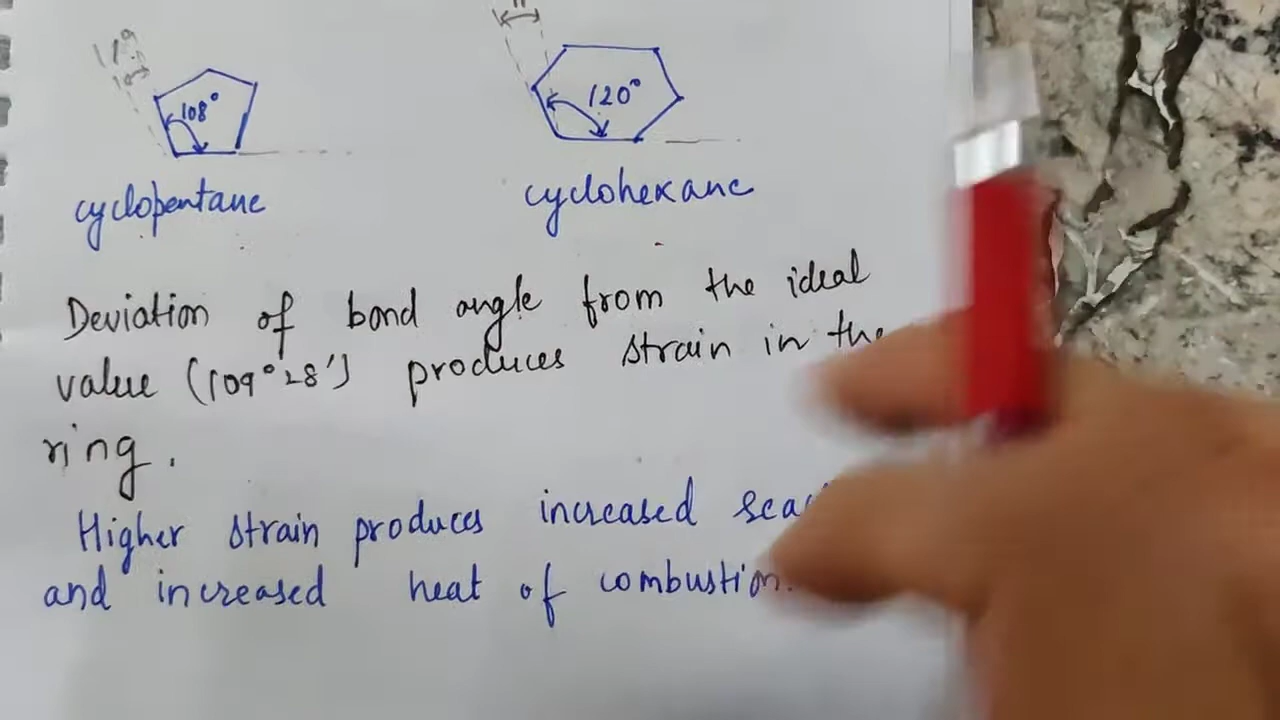 108° 120°
cyclopentane cyclohexane
Deviation of bond angle from the ideal
value (109°28') produces strain in the
ring.
Higher strain produces increased
and increased heat of combustion.